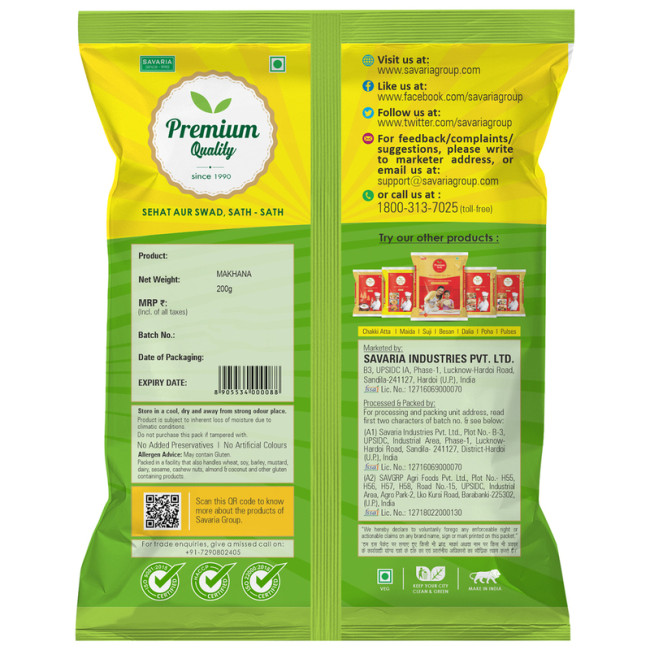 SAVARIA
SINCE - 1990
Premium
Quality
since 1990
SEHAT AUR SWAD, SATH - SATH
Product:
MAKHANA
Net Weight:
200g
MRP ₹:
(Incl. of all taxes)
Batch No.:
Date of Packaging:
EXPIRY DATE:
8 905534 000088
Store in a cool, dry and away from strong odour place.
Product is subject to inherent loss of moisture due to
climatic conditions.
Do not purchase this pack if tampered with.
No Added Preservatives | No Artificial Colours
Allergen Advice: May contain Gluten.
Packed in a facility that also handles wheat, soy, barley, mustard,
dairy, sesame, cashew nuts, almond & coconut and other gluten
containing products.
Scan this QR code to know
more about the products of
Savaria Group.
For trade enquiries, give a missed call on:
+91-7290802405
ISO 9001:2015
CERTIFIED
HACCP
CERTIFIED
ISO 22000:2018
CERTIFIED
Visit us at:
www.savariagroup.com
Like us at:
www.facebook.com/savariagroup
Follow us at:
www.twitter.com/savariagroup
For feedback/complaints/
suggestions, please write
to marketer address, or
email us at:
support@savariagroup.com
or call us at :
1800-313-7025 (toll-free)
Try our other products :
Chakki Atta | Maida | Suji | Besan | Dalia | Poha | Pulses
Marketed by:
SAVARIA INDUSTRIES PVT. LTD.
B3, UPSIDC IA, Phase-1, Lucknow-Hardoi Road,
Sandila-241127, Hardoi (U.P.), India
fssai Lic. No.: 12716069000070
Processed & Packed by:
For processing and packing unit address, read
first two characters of batch no. & see below:
(A1) Savaria Industries Pvt. Ltd., Plot No.- B-3,
UPSIDC, Industrial Area, Phase-1, Lucknow-
Hardoi Road, Sandila- 241127, District-Hardoi
(U.P.), India
fssai Lic. No.: 12716069000070
(A2) SAVGRP Agri Foods Pvt. Ltd., Plot No.- H55,
H56, H57, H58, Road No.-15, UPSIDC. Industrial
Area, Agro Park-2, Lko Kursi Road, Barabanki-225302,
(U.P.), India
fssai Lic. No.: 12718022000130
"We hereby declare to voluntarily forego any enforceable right or
actionable claims on any brand name, sign or mark printed on this packet."
VEG
KEEP YOUR CITY
CLEAN & GREEN
MAKE IN INDIA